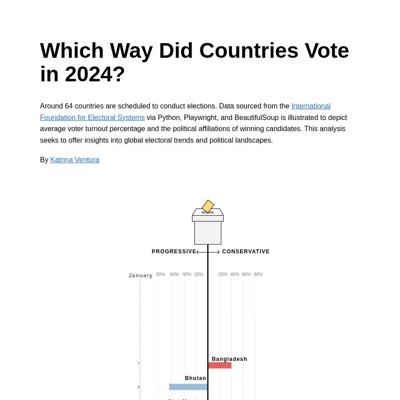 Which Way Did Countries Vote
in 2024?
Around 64 countries are scheduled to conduct elections. Data sourced from the International
Foundation for Electoral Systems via Python, Playwright, and BeautifulSoup is illustrated to depict
average voter turnout percentage and the political affiliations of winning candidates. This analysis
seeks to offer insights into global electoral trends and political landscapes.
By Katrina Ventura
PROGRESSIVE CONSERVATIVE
January 80% 60% 40% 20% 20% 40% 60% 80%
Bangladesh
Bhutan